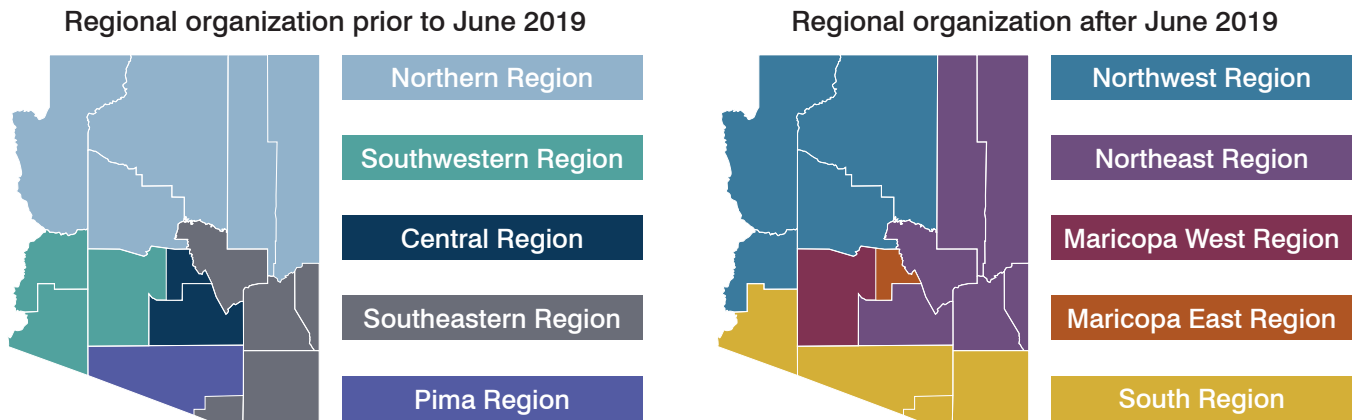 Regional organization prior to June 2019
Northern Region
Southwestern Region
Central Region
Southeastern Region
Pima Region
Regional organization after June 2019
Northwest Region
Northeast Region
Maricopa West Region
Maricopa East Region
South Region